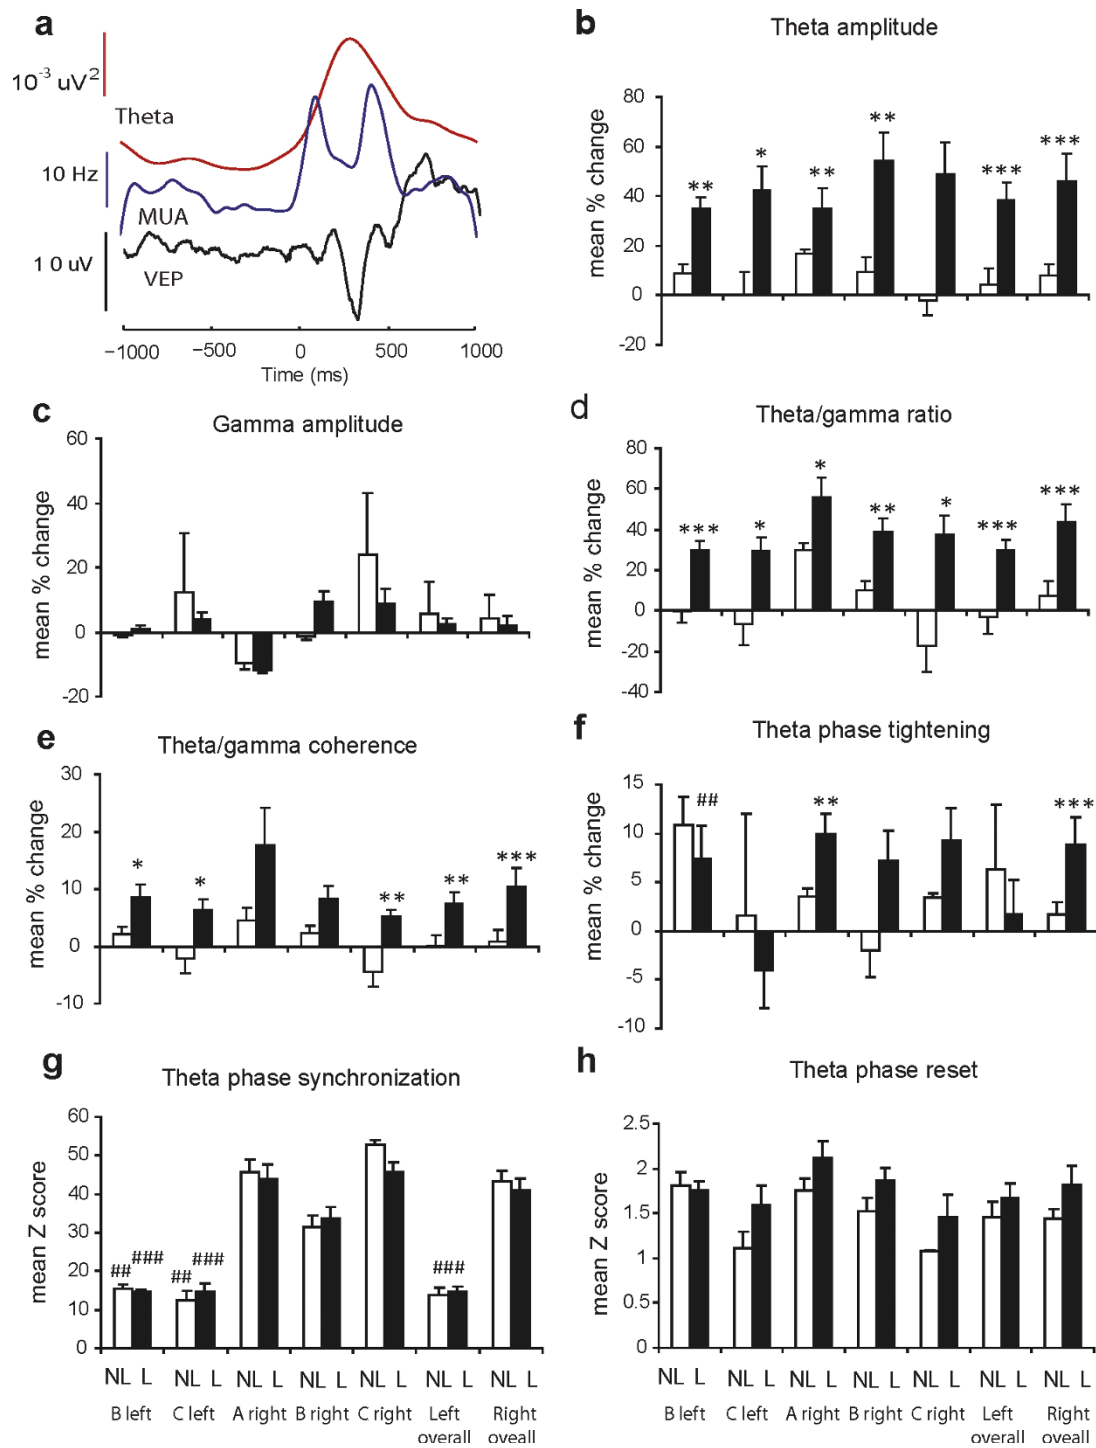 a
10⁻³ uV²
Theta
10 Hz
MUA
10 uV
VEP
−1000 −500 0 500 1000
Time (ms)
b
Theta amplitude
mean % change
80
60
40
20
0
-20
** * ** ** *** ***
c
Gamma amplitude
mean % change
60
40
20
0
-20
d
Theta/gamma ratio
mean % change
80
60
40
20
0
-20
-40
*** * * ** * *** ***
e
Theta/gamma coherence
mean % change
30
20
10
0
-10
* * ** ** ***
f
Theta phase tightening
mean % change
15
10
5
0
-5
-10
## ** ***
g
Theta phase synchronization
mean Z score
60
50
40
30
20
10
0
## ### ## ### ###
NL L NL L NL L NL L NL L NL L NL L
B left C left A right B right C right Left overall Right oveall
h
Theta phase reset
mean Z score
2.5
2
1.5
1
0.5
0
NL L NL L NL L NL L NL L NL L NL L
B left C left A right B right C right Left overall Right oveall